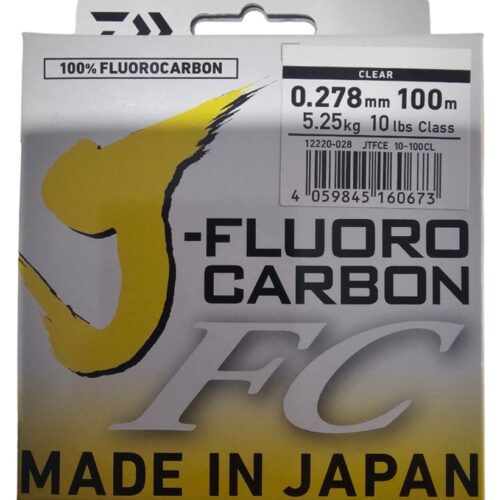 100% FLUOROCARBON
CLEAR
0.278mm 100m
5.25kg 10 lbs Class
12220-028 JTFCE 10-100CL
4 059845 160673
J-FLUORO
CARBON
FC
MADE IN JAPAN